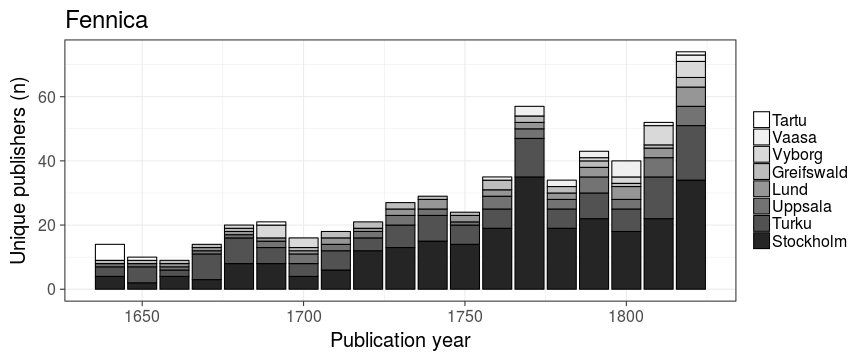 Fennica
Unique publishers (n)
60
40
20
0
1650 1700 1750 1800
Publication year
Tartu
Vaasa
Vyborg
Greifswald
Lund
Uppsala
Turku
Stockholm